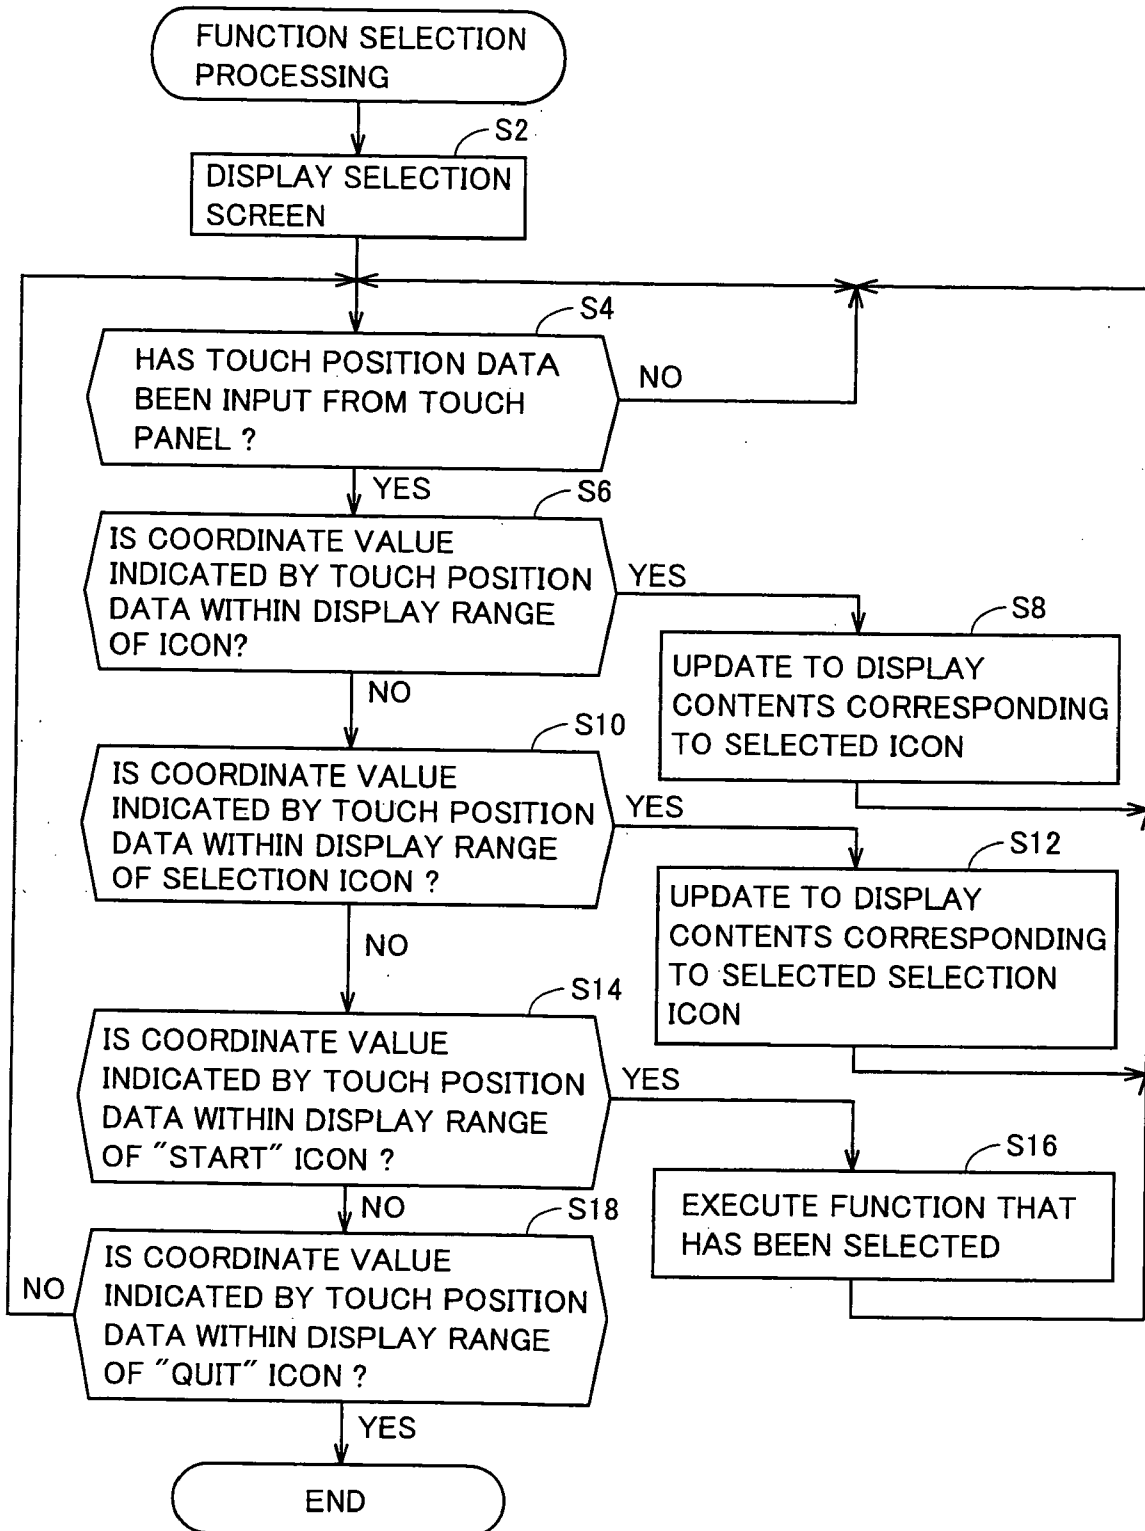 FUNCTION SELECTION
PROCESSING
S2
DISPLAY SELECTION
SCREEN
S4
HAS TOUCH POSITION DATA
BEEN INPUT FROM TOUCH
PANEL ?
NO
YES
S6
IS COORDINATE VALUE
INDICATED BY TOUCH POSITION
DATA WITHIN DISPLAY RANGE
OF ICON?
YES
NO
S8
UPDATE TO DISPLAY
CONTENTS CORRESPONDING
TO SELECTED ICON
S10
IS COORDINATE VALUE
INDICATED BY TOUCH POSITION
DATA WITHIN DISPLAY RANGE
OF SELECTION ICON ?
YES
NO
S12
UPDATE TO DISPLAY
CONTENTS CORRESPONDING
TO SELECTED SELECTION
ICON
S14
IS COORDINATE VALUE
INDICATED BY TOUCH POSITION
DATA WITHIN DISPLAY RANGE
OF "START" ICON ?
YES
NO
S16
EXECUTE FUNCTION THAT
HAS BEEN SELECTED
S18
IS COORDINATE VALUE
INDICATED BY TOUCH POSITION
DATA WITHIN DISPLAY RANGE
OF "QUIT" ICON ?
NO
YES
END